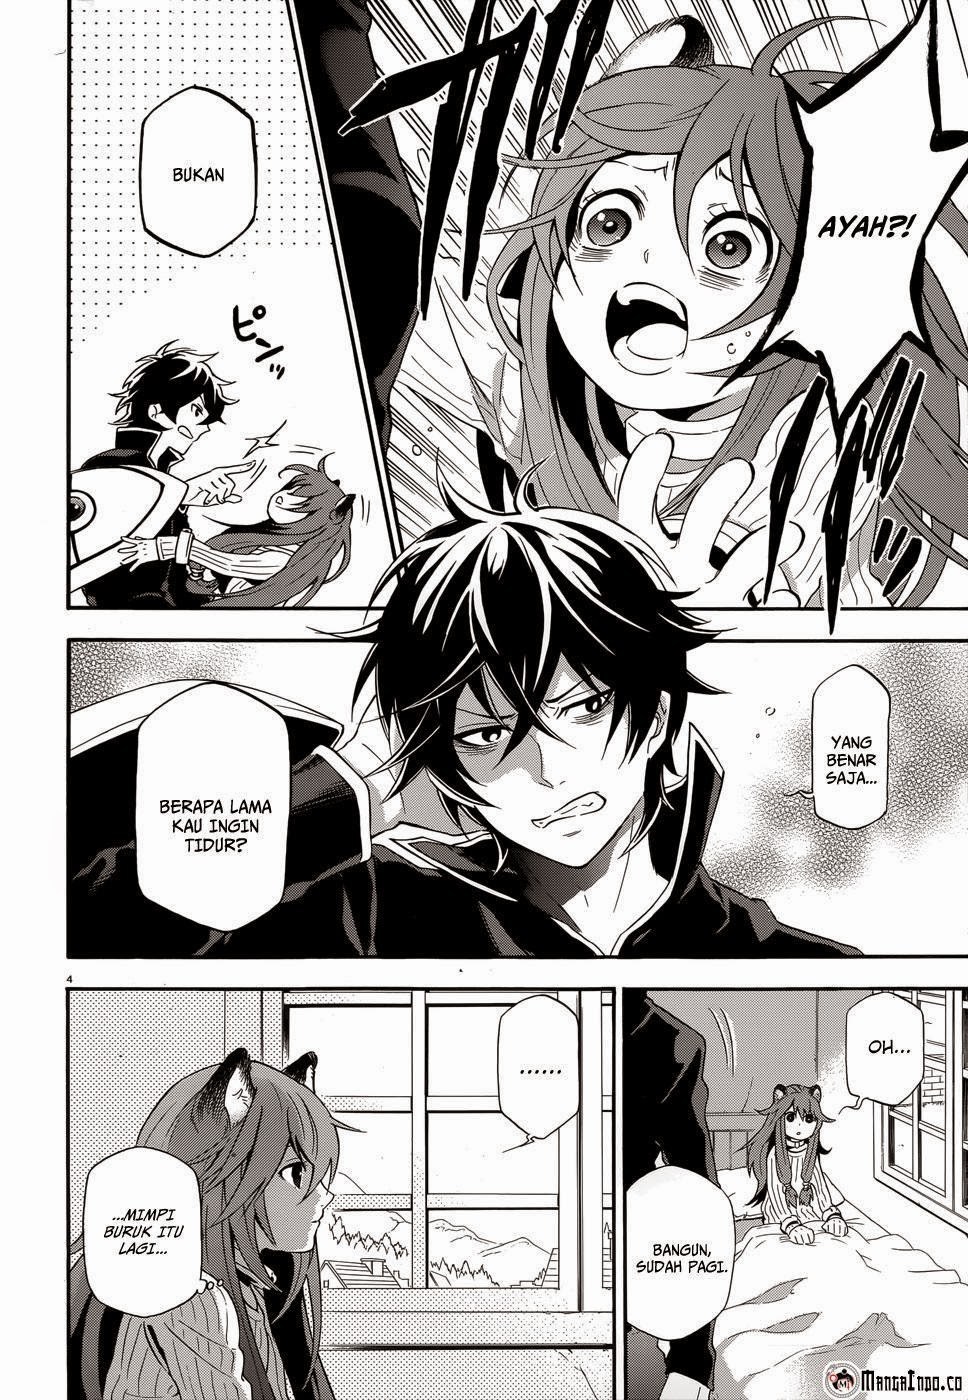 AYAH?!
BUKAN
ピンッ
YANG
BENAR
SAJA...
BERAPA LAMA
KAU INGIN
TIDUR?
4
OH...
BANGUN,
SUDAH PAGI.
......
...MIMPI
BURUK ITU
LAGI...
MangaIndo.co